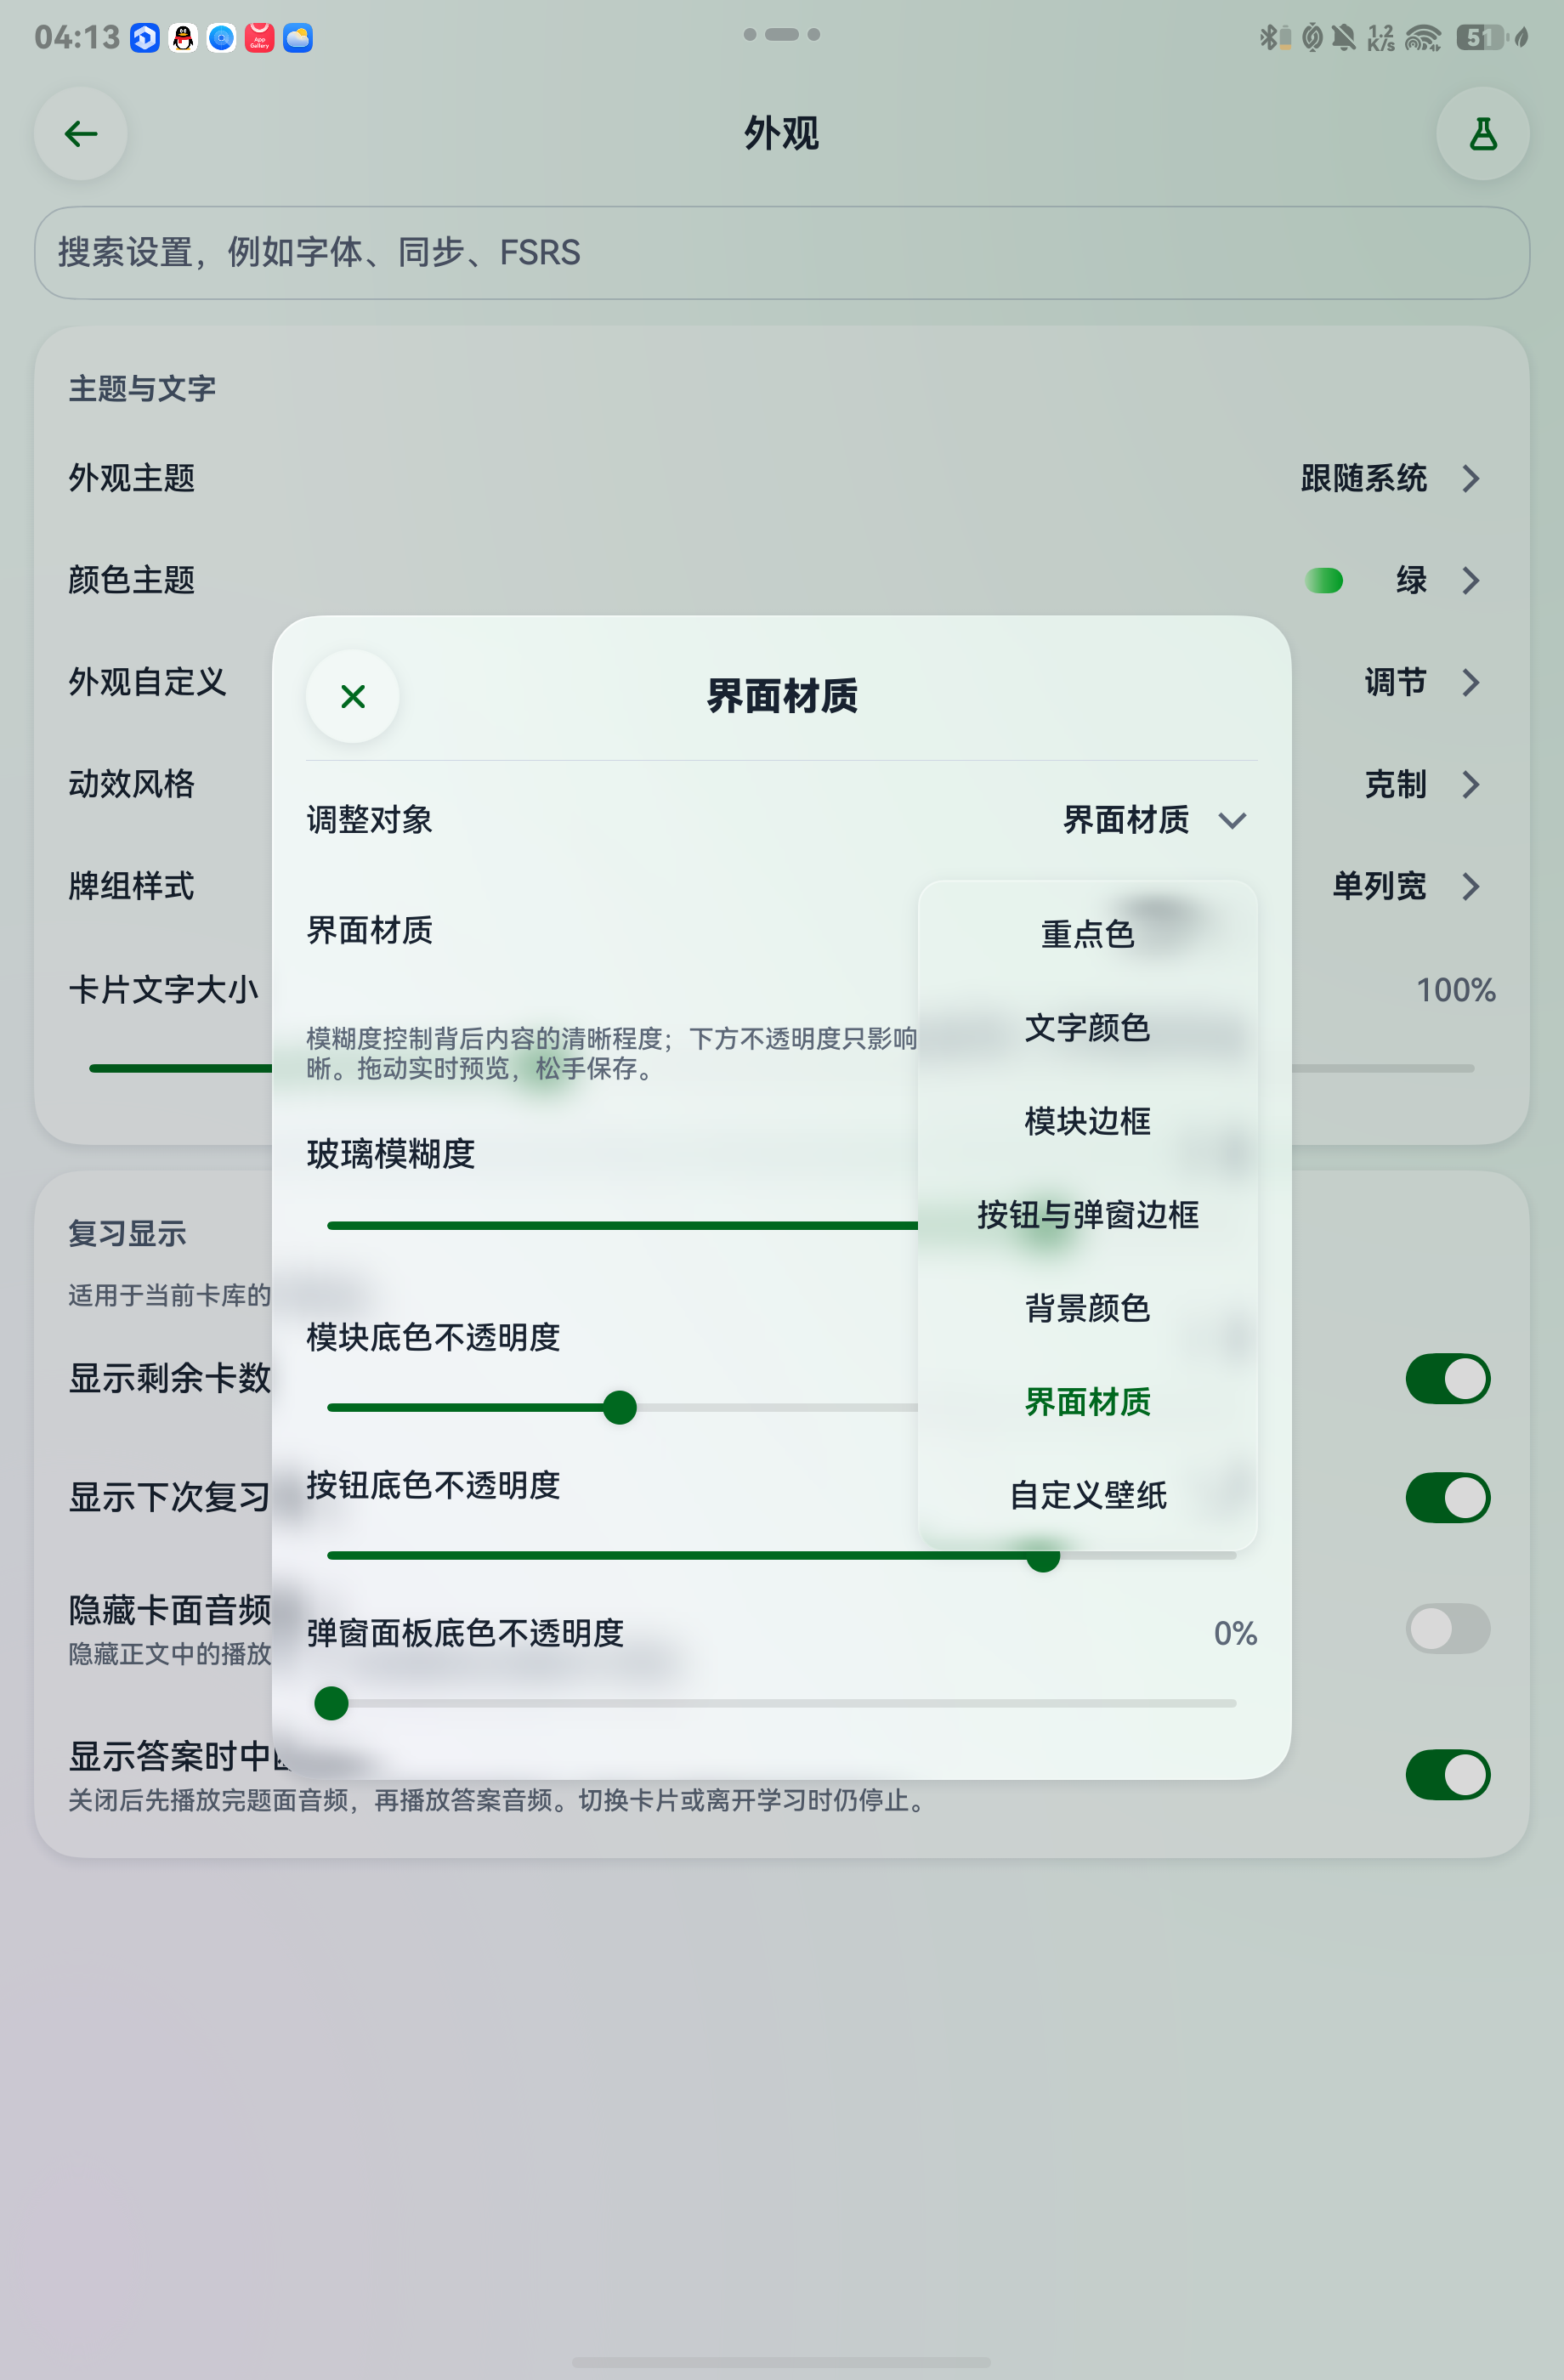 04:13
1.2
K/s
51
外观
搜索设置，例如字体、同步、FSRS
主题与文字
外观主题
跟随系统
颜色主题
绿
外观自定义
调节
动效风格
克制
牌组样式
单列宽
卡片文字大小
100%
复习显示
适用于当前卡库的
显示剩余卡数
显示下次复习
隐藏卡面音频
隐藏正文中的播放
显示答案时中
关闭后先播放完题面音频，再播放答案音频。切换卡片或离开学习时仍停止。
界面材质
调整对象
界面材质
界面材质
模糊度控制背后内容的清晰程度；下方不透明度只影响
晰。拖动实时预览，松手保存。
玻璃模糊度
模块底色不透明度
按钮底色不透明度
弹窗面板底色不透明度
0%
重点色
文字颜色
模块边框
按钮与弹窗边框
背景颜色
界面材质
自定义壁纸